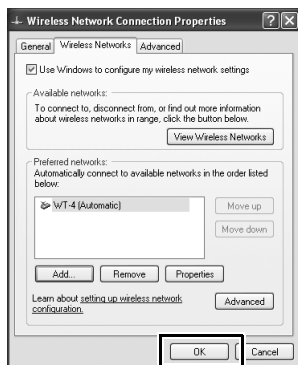 Wireless Network Connection Properties
General Wireless Networks Advanced
Use Windows to configure my wireless network settings
Available networks:
To connect to, disconnect from, or find out more information
about wireless networks in range, click the button below.
View Wireless Networks
Preferred networks:
Automatically connect to available networks in the order listed
below:
WT-4 (Automatic)
Move up
Move down
Add... Remove Properties
Learn about setting up wireless network
configuration.
Advanced
OK Cancel